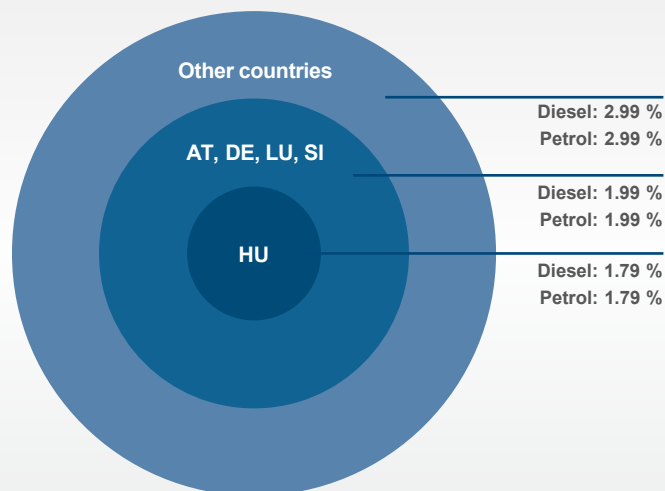 Other countries
Diesel: 2.99 %
Petrol: 2.99 %
AT, DE, LU, SI
Diesel: 1.99 %
Petrol: 1.99 %
HU
Diesel: 1.79 %
Petrol: 1.79 %